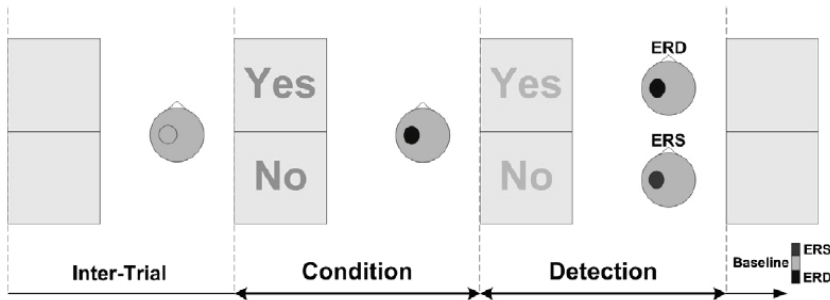 ERD
Yes
Yes
ERS
No
No
ERS
Baseline
ERD
Inter-Trial
Condition
Detection